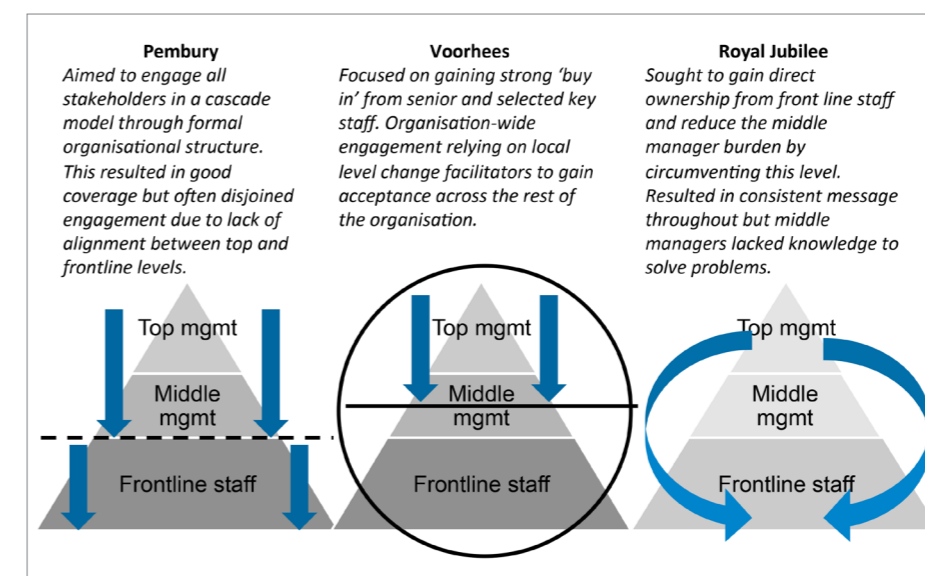 Pembury
Aimed to engage all
stakeholders in a cascade
model through formal
organisational structure.
This resulted in good
coverage but often disjoined
engagement due to lack of
alignment between top and
frontline levels.
Voorhees
Focused on gaining strong ‘buy
in’ from senior and selected key
staff. Organisation-wide
engagement relying on local
level change facilitators to gain
acceptance across the rest of
the organisation.
Royal Jubilee
Sought to gain direct
ownership from front line staff
and reduce the middle
manager burden by
circumventing this level.
Resulted in consistent message
throughout but middle
managers lacked knowledge to
solve problems.
Top mgmt
Middle
mgmt
Frontline staff
Top mgmt
Middle
mgmt
Frontline staff
Top mgmt
Middle
mgmt
Frontline staff